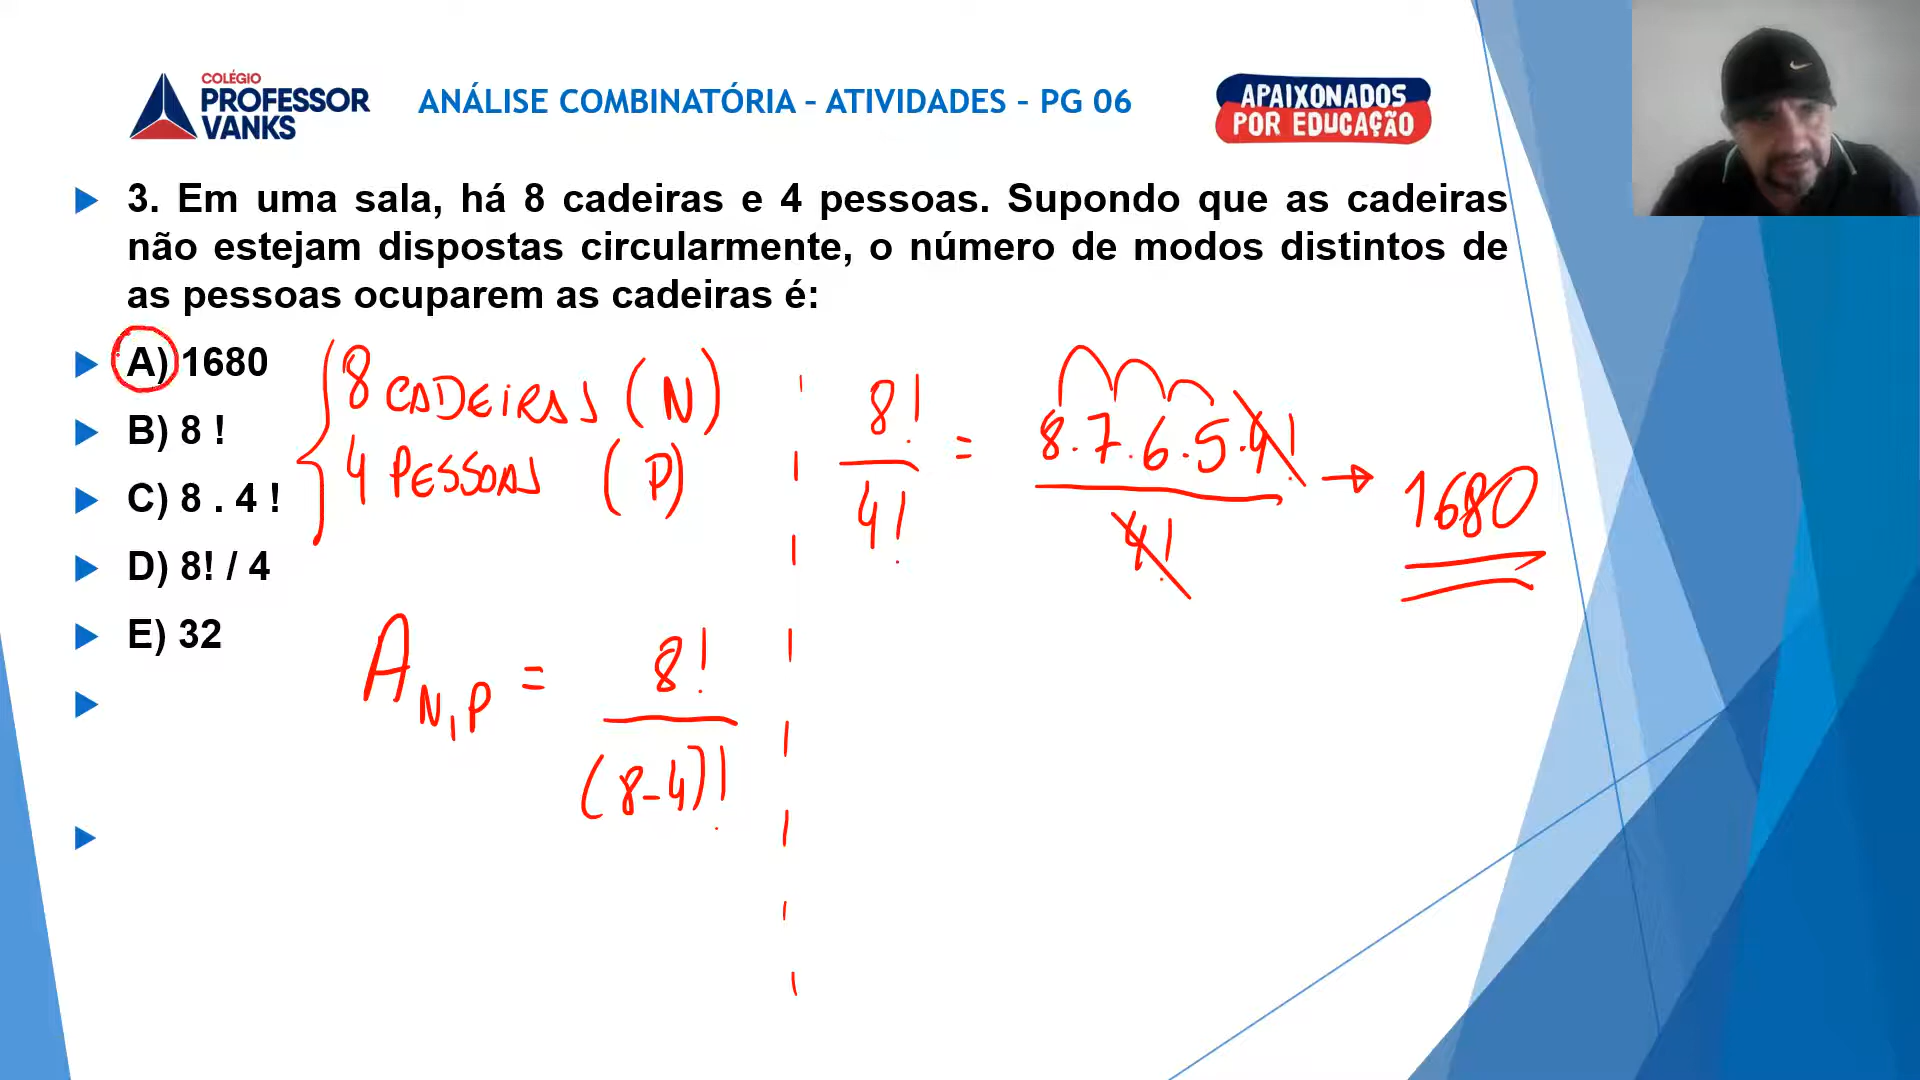 COLÉGIO
PROFESSOR
VANKS
ANÁLISE COMBINATÓRIA – ATIVIDADES – PG 06
APAIXONADOS
POR EDUCAÇÃO
3. Em uma sala, há 8 cadeiras e 4 pessoas. Supondo que as cadeiras
não estejam dispostas circularmente, o número de modos distintos de
as pessoas ocuparem as cadeiras é:
A) 1680
B) 8 !
C) 8 . 4 !
D) 8! / 4
E) 32
8 CADEIRAS (N)
4 PESSOAS (P)
A N,P = 8! / (8-4)!
8! / 4! = 8.7.6.5.4! / 4! → 1680